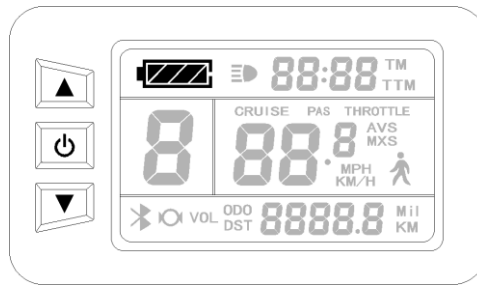 88:88 TM
TTM
CRUISE PAS THROTTLE
8 88.8 AVS
MXS
MPH
KM/H
VOL ODO 8888.8 Mil
DST KM